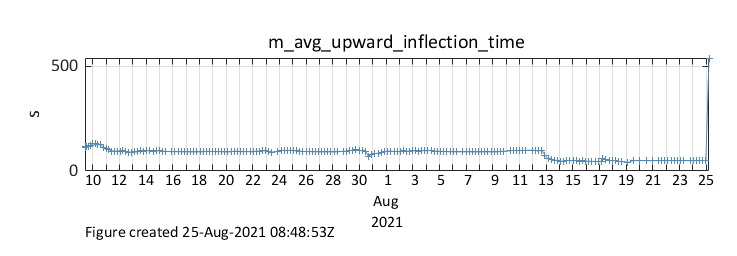 m_avg_upward_inflection_time
500
s
0
10 12 14 16 18 20 22 24 26 28 30 1 3 5 7 9 11 13 15 17 19 21 23 25
Aug
2021
Figure created 25-Aug-2021 08:48:53Z